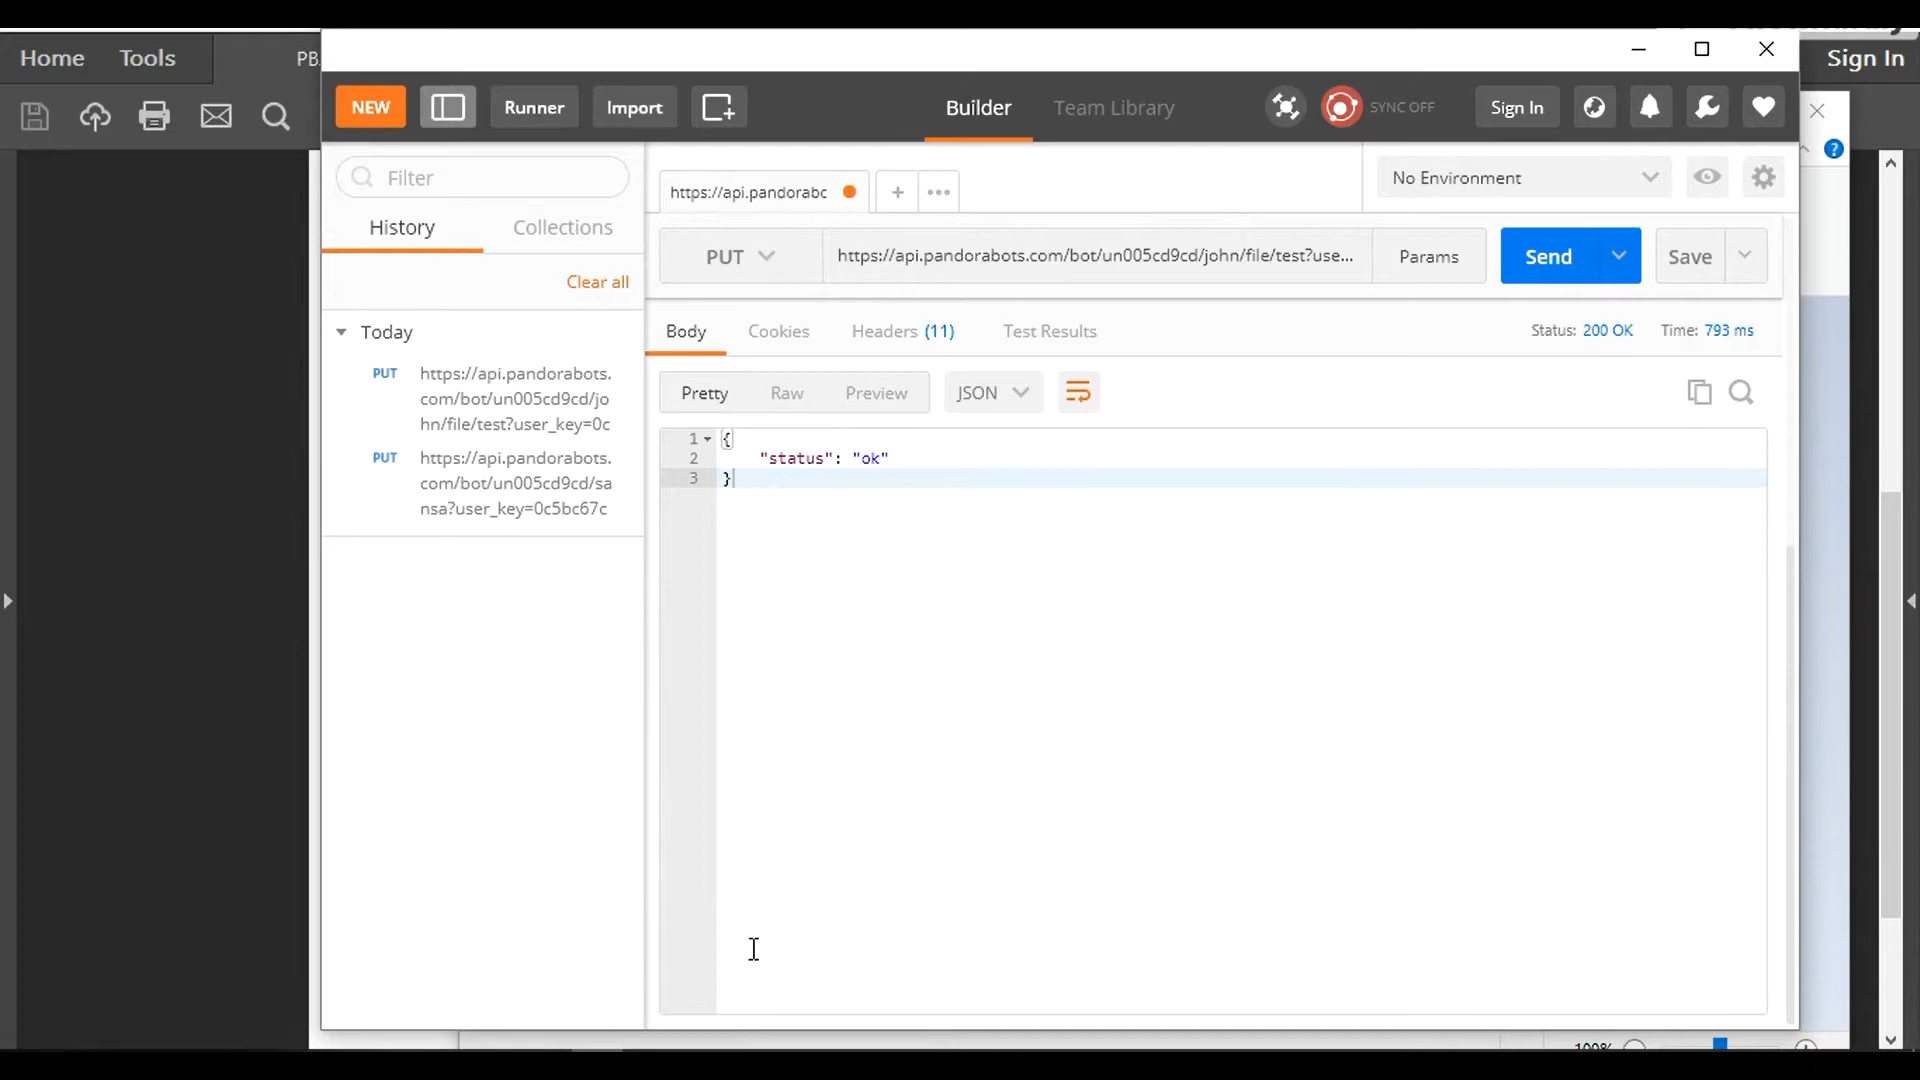 Home Tools PB
Sign In
NEW Runner Import Builder Team Library SYNC OFF Sign In
Filter
History Collections
Clear all
Today
PUT https://api.pandorabots.
com/bot/un005cd9cd/jo
hn/file/test?user_key=0c
PUT https://api.pandorabots.
com/bot/un005cd9cd/sa
nsa?user_key=0c5bc67c
https://api.pandorabc + ••• No Environment
PUT https://api.pandorabots.com/bot/un005cd9cd/john/file/test?use... Params Send Save
Body Cookies Headers (11) Test Results Status: 200 OK Time: 793 ms
Pretty Raw Preview JSON
1 {
2 "status": "ok"
3 }
100%